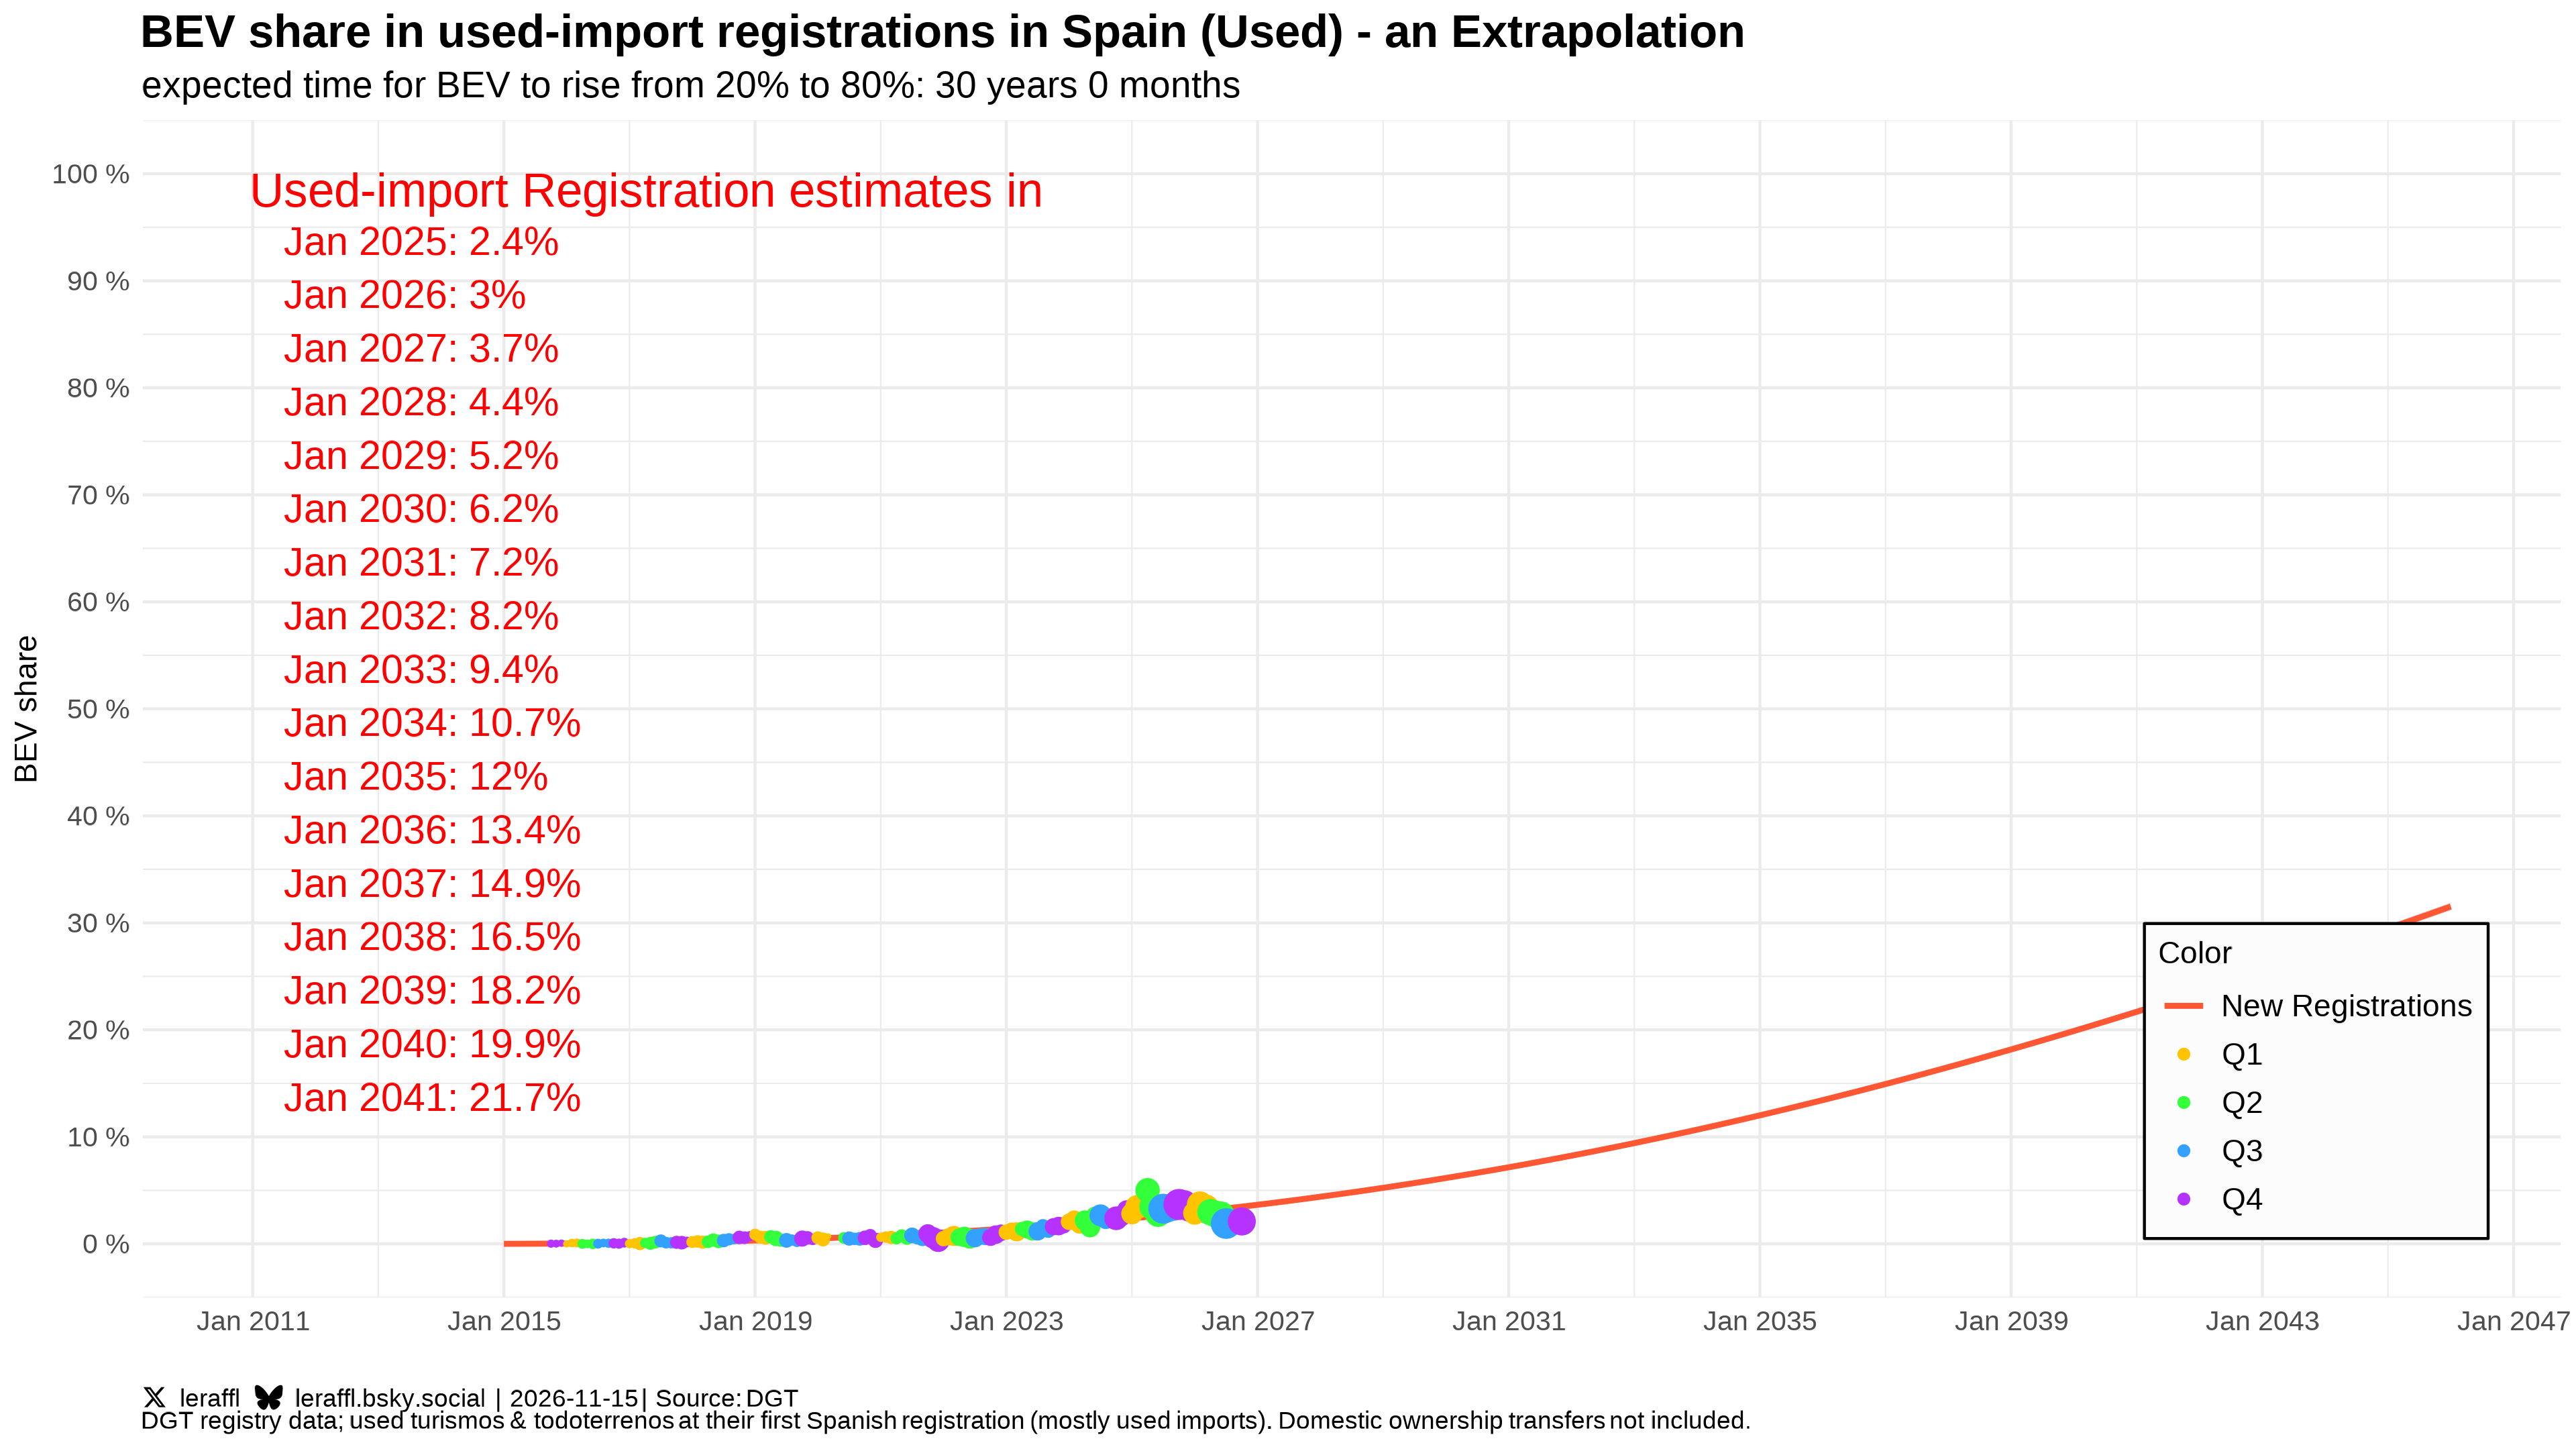 BEV share in used-import registrations in Spain (Used) - an Extrapolation
expected time for BEV to rise from 20% to 80%: 30 years 0 months
100 %
90 %
80 %
70 %
60 %
50 %
40 %
30 %
20 %
10 %
0 %
BEV share
Used-import Registration estimates in
Jan 2025: 2.4%
Jan 2026: 3%
Jan 2027: 3.7%
Jan 2028: 4.4%
Jan 2029: 5.2%
Jan 2030: 6.2%
Jan 2031: 7.2%
Jan 2032: 8.2%
Jan 2033: 9.4%
Jan 2034: 10.7%
Jan 2035: 12%
Jan 2036: 13.4%
Jan 2037: 14.9%
Jan 2038: 16.5%
Jan 2039: 18.2%
Jan 2040: 19.9%
Jan 2041: 21.7%
Color
New Registrations
Q1
Q2
Q3
Q4
Jan 2011 Jan 2015 Jan 2019 Jan 2023 Jan 2027 Jan 2031 Jan 2035 Jan 2039 Jan 2043 Jan 2047
leraffl leraffl.bsky.social | 2026-11-15 | Source: DGT
DGT registry data; used turismos & todoterrenos at their first Spanish registration (mostly used imports). Domestic ownership transfers not included.